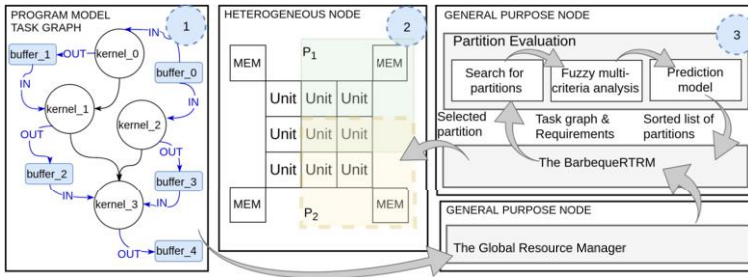 PROGRAM MODEL
TASK GRAPH
1
IN
kernel_0
OUT
buffer_1
buffer_0
IN
IN
kernel_1
kernel_2
OUT
OUT
buffer_2
buffer_3
IN
IN
kernel_3
OUT
buffer_4
HETEROGENEOUS NODE
2
P1
MEM
MEM
Unit Unit Unit
Unit Unit Unit
Unit Unit Unit
MEM
MEM
P2
GENERAL PURPOSE NODE
3
Partition Evaluation
Search for
partitions
Fuzzy multi-
criteria analysis
Prediction
model
Selected
partition
Task graph &
Requirements
Sorted list of
partitions
The BarbequeRTRM
GENERAL PURPOSE NODE
The Global Resource Manager